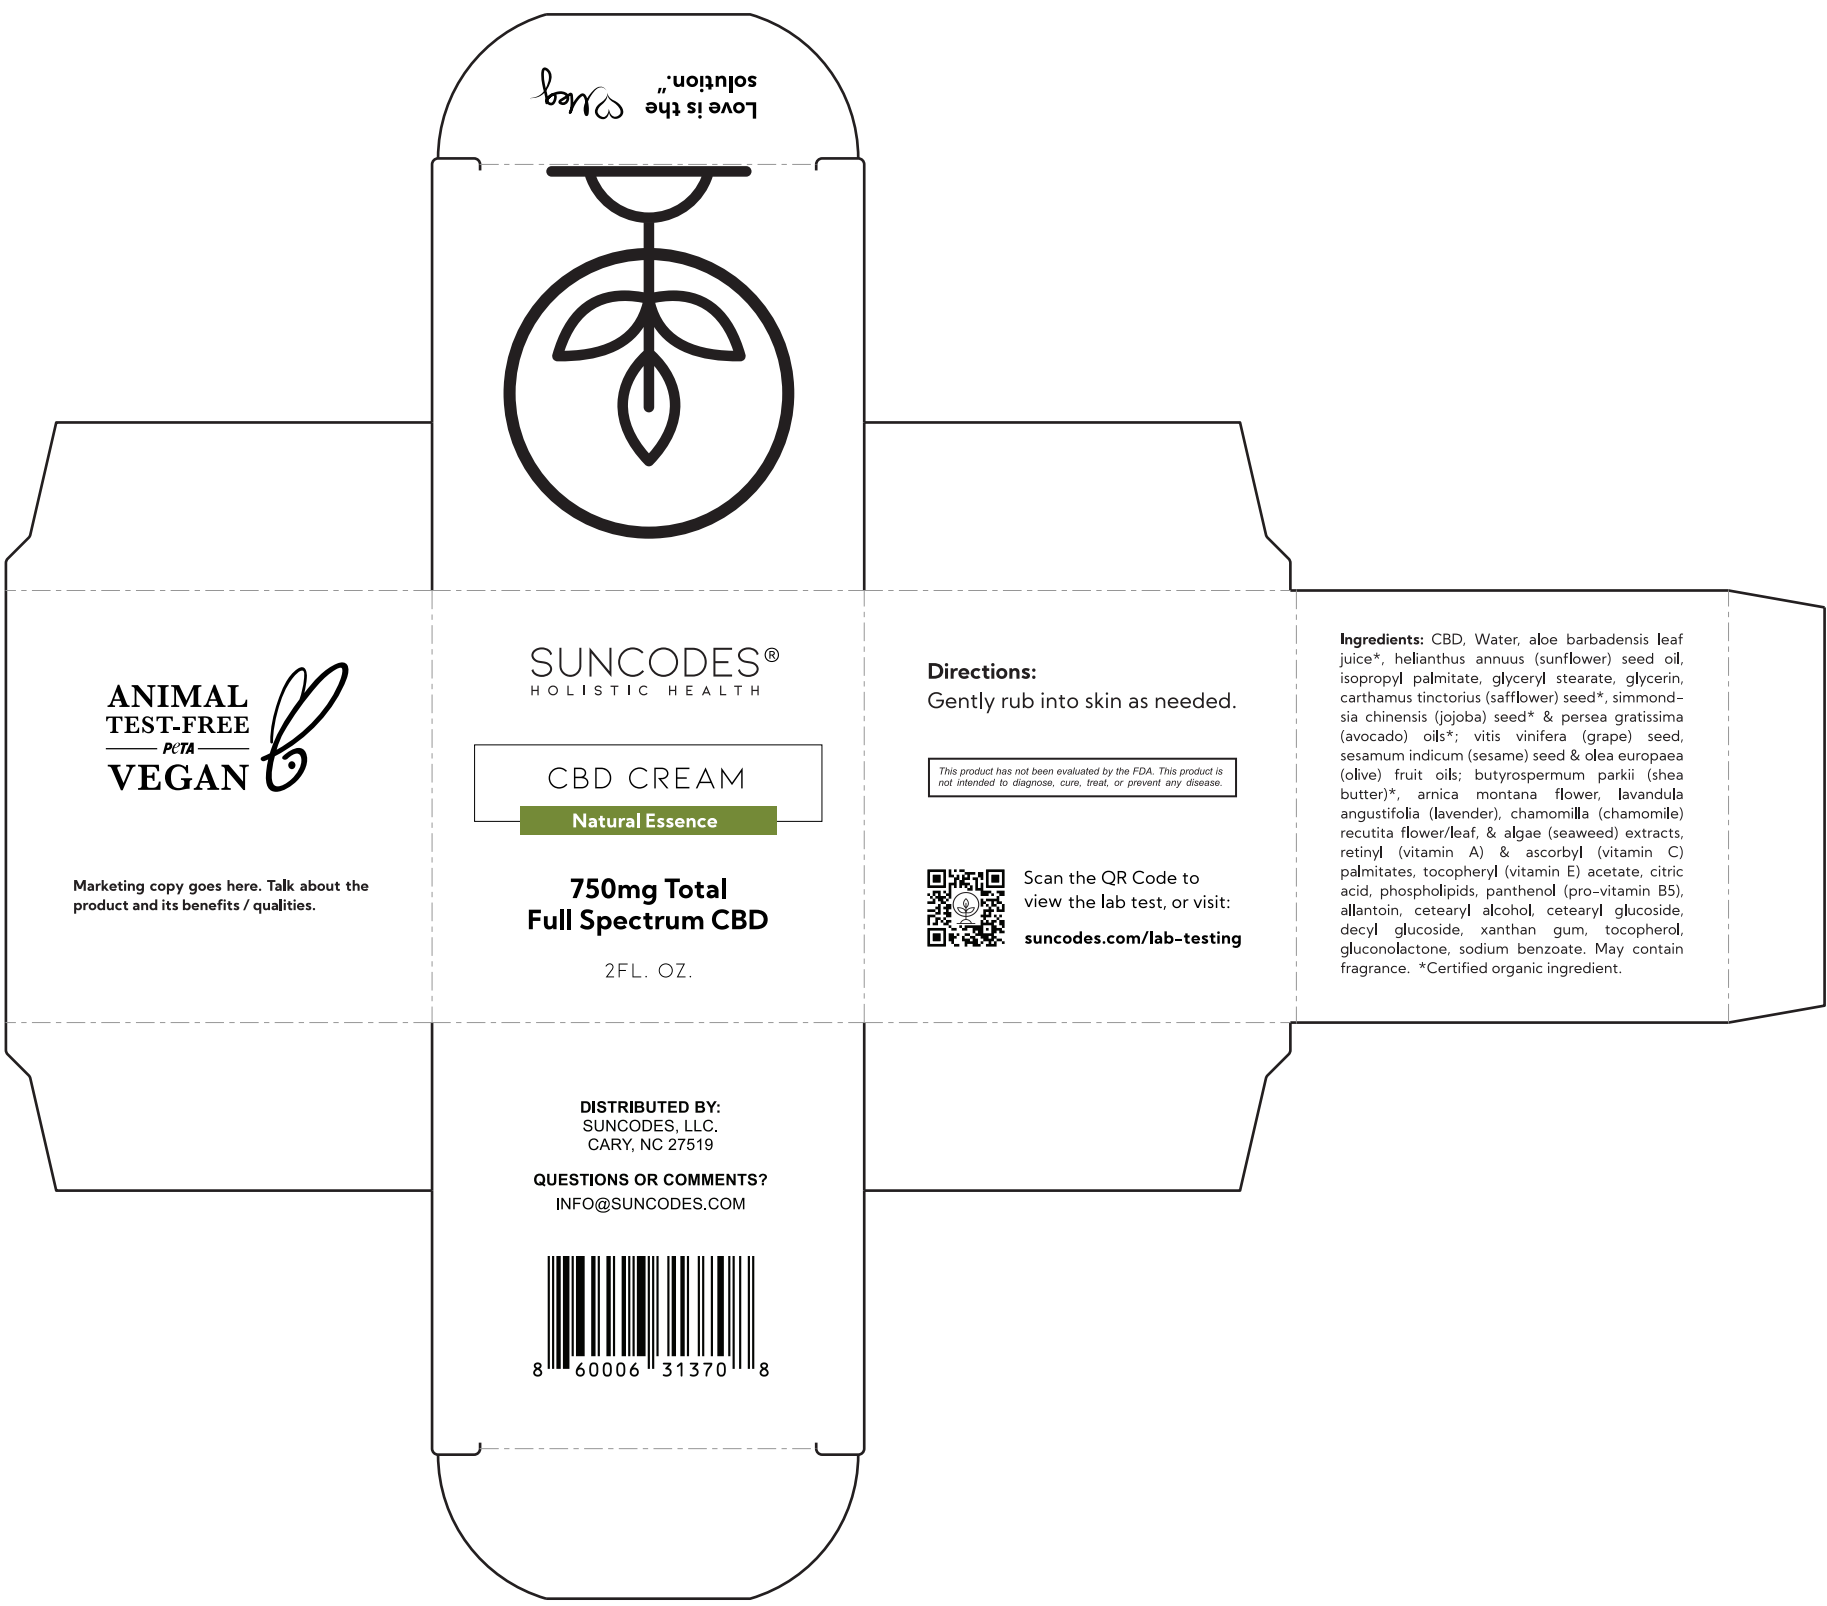 Love is the
solution.”
Meg
ANIMAL
TEST-FREE
PETA
VEGAN
Marketing copy goes here. Talk about the
product and its benefits / qualities.
SUNCODES®
HOLISTIC HEALTH
CBD CREAM
Natural Essence
750mg Total
Full Spectrum CBD
2FL. OZ.
Directions:
Gently rub into skin as needed.
This product has not been evaluated by the FDA. This product is
not intended to diagnose, cure, treat, or prevent any disease.
Scan the QR Code to
view the lab test, or visit:
suncodes.com/lab-testing
Ingredients: CBD, Water, aloe barbadensis leaf
juice*, helianthus annuus (sunflower) seed oil,
isopropyl palmitate, glyceryl stearate, glycerin,
carthamus tinctorius (safflower) seed*, simmond-
sia chinensis (jojoba) seed* & persea gratissima
(avocado) oils*; vitis vinifera (grape) seed,
sesamum indicum (sesame) seed & olea europaea
(olive) fruit oils; butyrospermum parkii (shea
butter)*, arnica montana flower, lavandula
angustifolia (lavender), chamomilla (chamomile)
recutita flower/leaf, & algae (seaweed) extracts,
retinyl (vitamin A) & ascorbyl (vitamin C)
palmitates, tocopheryl (vitamin E) acetate, citric
acid, phospholipids, panthenol (pro-vitamin B5),
allantoin, cetearyl alcohol, cetearyl glucoside,
decyl glucoside, xanthan gum, tocopherol,
gluconolactone, sodium benzoate. May contain
fragrance. *Certified organic ingredient.
DISTRIBUTED BY:
SUNCODES, LLC.
CARY, NC 27519
QUESTIONS OR COMMENTS?
INFO@SUNCODES.COM
8 60006 31370 8